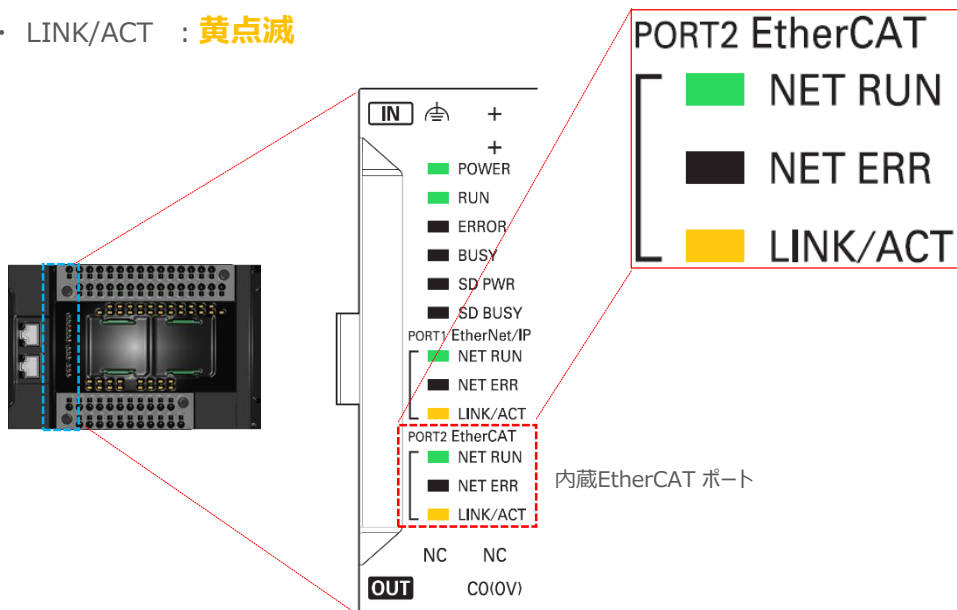 ・ LINK/ACT ：黄点滅
PORT2 EtherCAT
NET RUN
NET ERR
LINK/ACT
IN +
+
POWER
RUN
ERROR
BUSY
SD PWR
SD BUSY
PORT1 EtherNet/IP
NET RUN
NET ERR
LINK/ACT
PORT2 EtherCAT
NET RUN
NET ERR
LINK/ACT
内蔵EtherCAT ポート
NC NC
OUT C0(0V)